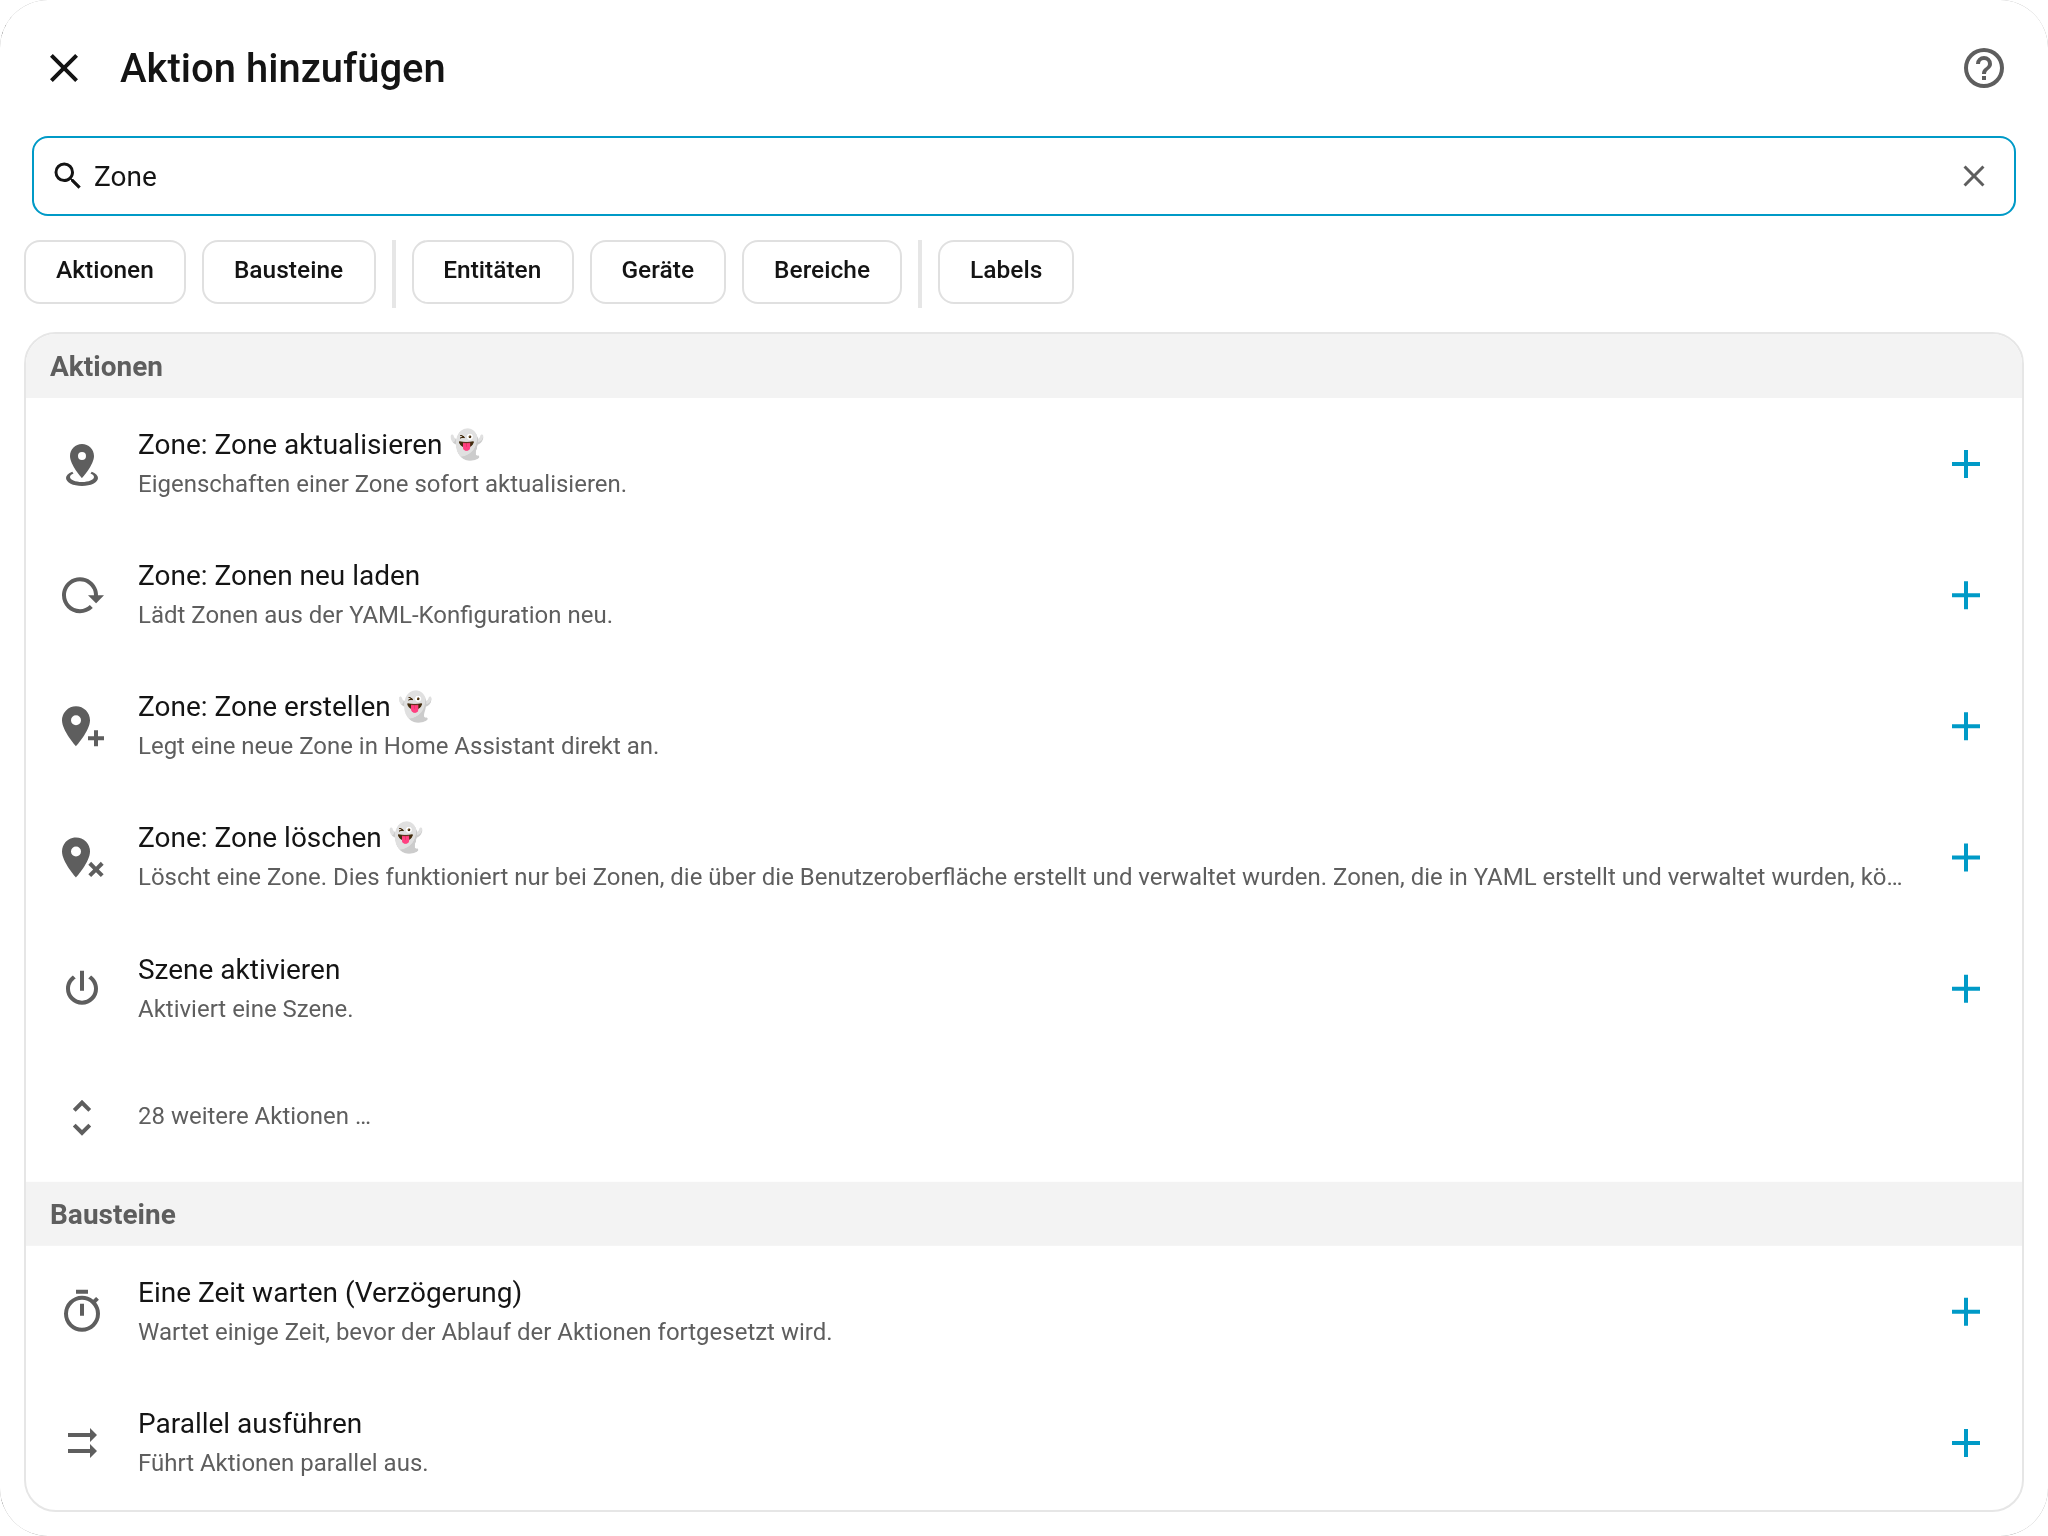 Aktion hinzufügen
Zone
Aktionen
Bausteine
Entitäten
Geräte
Bereiche
Labels
Aktionen
Zone: Zone aktualisieren 👻
Eigenschaften einer Zone sofort aktualisieren.
Zone: Zonen neu laden
Lädt Zonen aus der YAML-Konfiguration neu.
Zone: Zone erstellen 👻
Legt eine neue Zone in Home Assistant direkt an.
Zone: Zone löschen 👻
Löscht eine Zone. Dies funktioniert nur bei Zonen, die über die Benutzeroberfläche erstellt und verwaltet wurden. Zonen, die in YAML erstellt und verwaltet wurden, kö…
Szene aktivieren
Aktiviert eine Szene.
28 weitere Aktionen …
Bausteine
Eine Zeit warten (Verzögerung)
Wartet einige Zeit, bevor der Ablauf der Aktionen fortgesetzt wird.
Parallel ausführen
Führt Aktionen parallel aus.